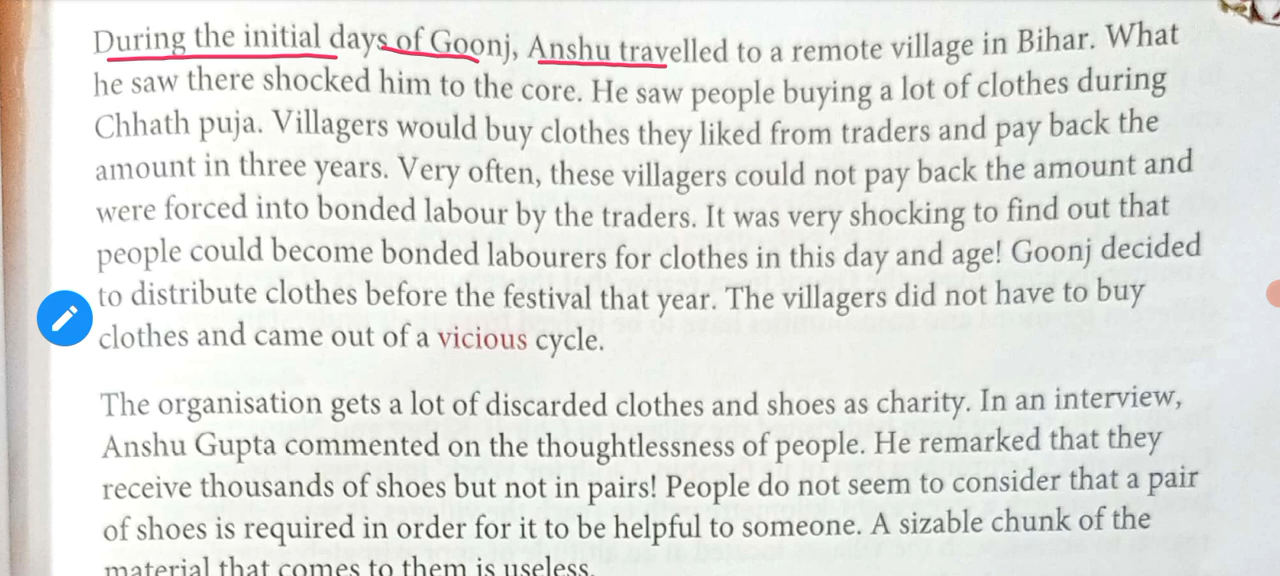 During the initial days of Goonj, Anshu travelled to a remote village in Bihar. What
he saw there shocked him to the core. He saw people buying a lot of clothes during
Chhath puja. Villagers would buy clothes they liked from traders and pay back the
amount in three years. Very often, these villagers could not pay back the amount and
were forced into bonded labour by the traders. It was very shocking to find out that
people could become bonded labourers for clothes in this day and age! Goonj decided
to distribute clothes before the festival that year. The villagers did not have to buy
clothes and came out of a vicious cycle.
The organisation gets a lot of discarded clothes and shoes as charity. In an interview,
Anshu Gupta commented on the thoughtlessness of people. He remarked that they
receive thousands of shoes but not in pairs! People do not seem to consider that a pair
of shoes is required in order for it to be helpful to someone. A sizable chunk of the
material that comes to them is useless.